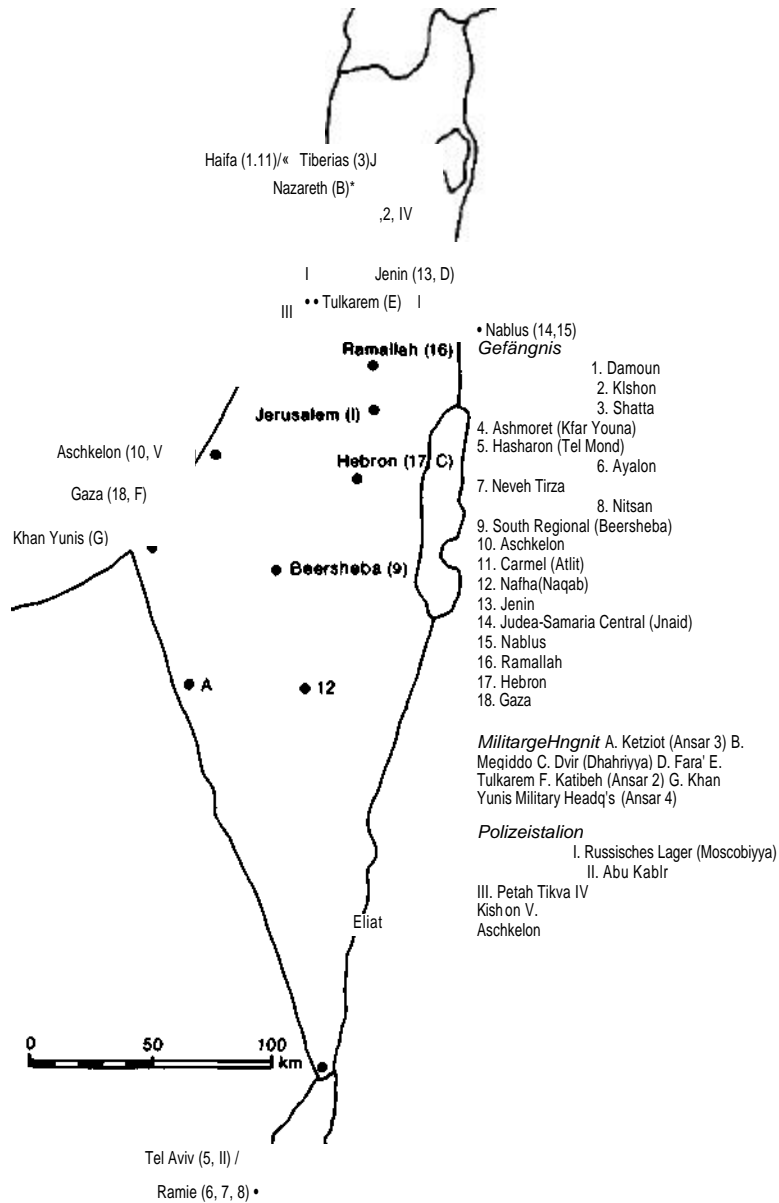 Haifa (1.11)/« Tiberias (3)J
Nazareth (B)*
,2, IV
I Jenin (13, D)
III •• Tulkarem (E) I
• Nablus (14,15)
Ramallah (16)
Jerusalem (I)
Aschkelon (10, V
Hebron (17, C)
Gaza (18, F)
Khan Yunis (G)
Beersheba (9)
A
12
Eliat
0 50 100
km
Tel Aviv (5, II) /
Ramie (6, 7, 8) •
Gefängnis
1. Damoun
2. Klshon
3. Shatta
4. Ashmoret (Kfar Youna)
5. Hasharon (Tel Mond)
6. Ayalon
7. Neveh Tirza
8. Nitsan
9. South Regional (Beersheba)
10. Aschkelon
11. Carmel (Atlit)
12. Nafha(Naqab)
13. Jenin
14. Judea-Samaria Central (Jnaid)
15. Nablus
16. Ramallah
17. Hebron
18. Gaza
MilitargeHngnit A. Ketziot (Ansar 3) B.
Megiddo C. Dvir (Dhahriyya) D. Fara' E.
Tulkarem F. Katibeh (Ansar 2) G. Khan
Yunis Military Headq's (Ansar 4)
Polizeistalion
I. Russisches Lager (Moscobiyya)
II. Abu Kablr
III. Petah Tikva IV
Kishon V.
Aschkelon